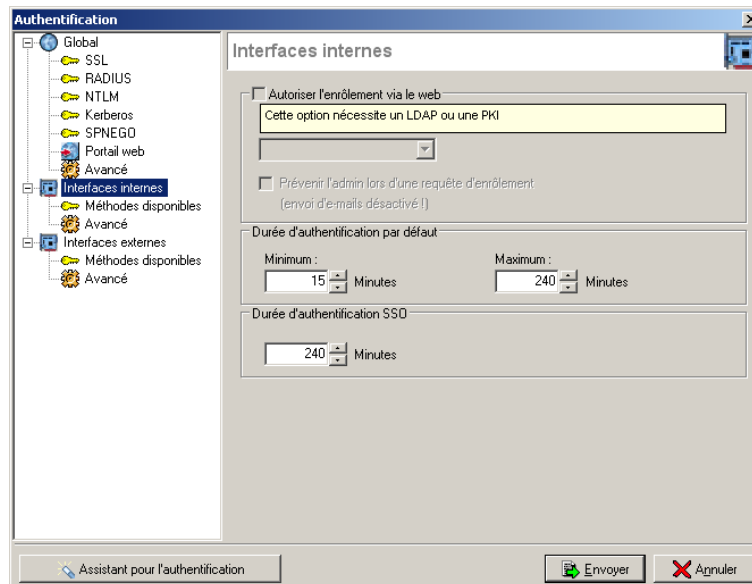 Authentification
Global
SSL
RADIUS
NTLM
Kerberos
SPNEGO
Portail web
Avancé
Interfaces internes
Méthodes disponibles
Avancé
Interfaces externes
Méthodes disponibles
Avancé
Interfaces internes
Autoriser l'enrôlement via le web
Cette option nécessite un LDAP ou une PKI
Prévenir l'admin lors d'une requête d'enrôlement
(envoi d'e-mails désactivé !)
Durée d'authentification par défaut
Minimum : Maximum :
15 Minutes 240 Minutes
Durée d'authentification SSO
240 Minutes
Assistant pour l'authentification Envoyer Annuler